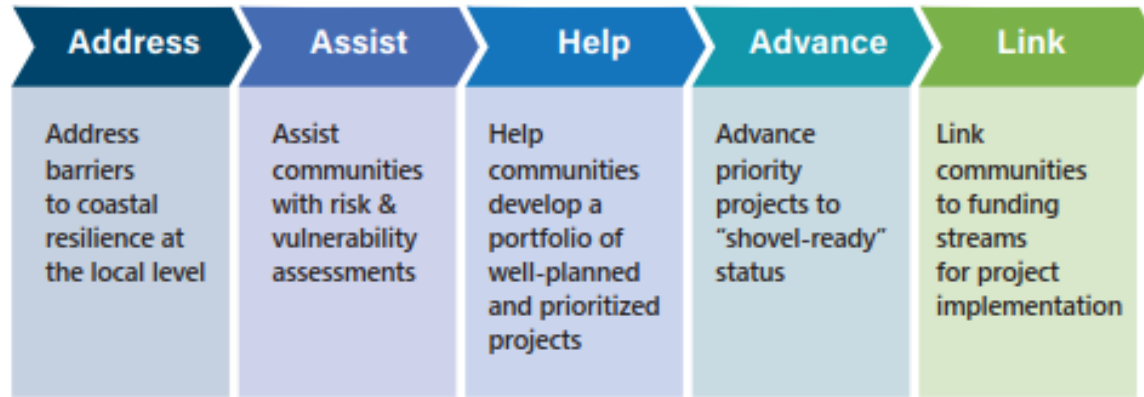 Address
Assist
Help
Advance
Link
Address
barriers
to coastal
resilience at
the local level
Assist
communities
with risk &
vulnerability
assessments
Help
communities
develop a
portfolio of
well-planned
and prioritized
projects
Advance
priority
projects to
“shovel-ready”
status
Link
communities
to funding
streams
for project
implementation